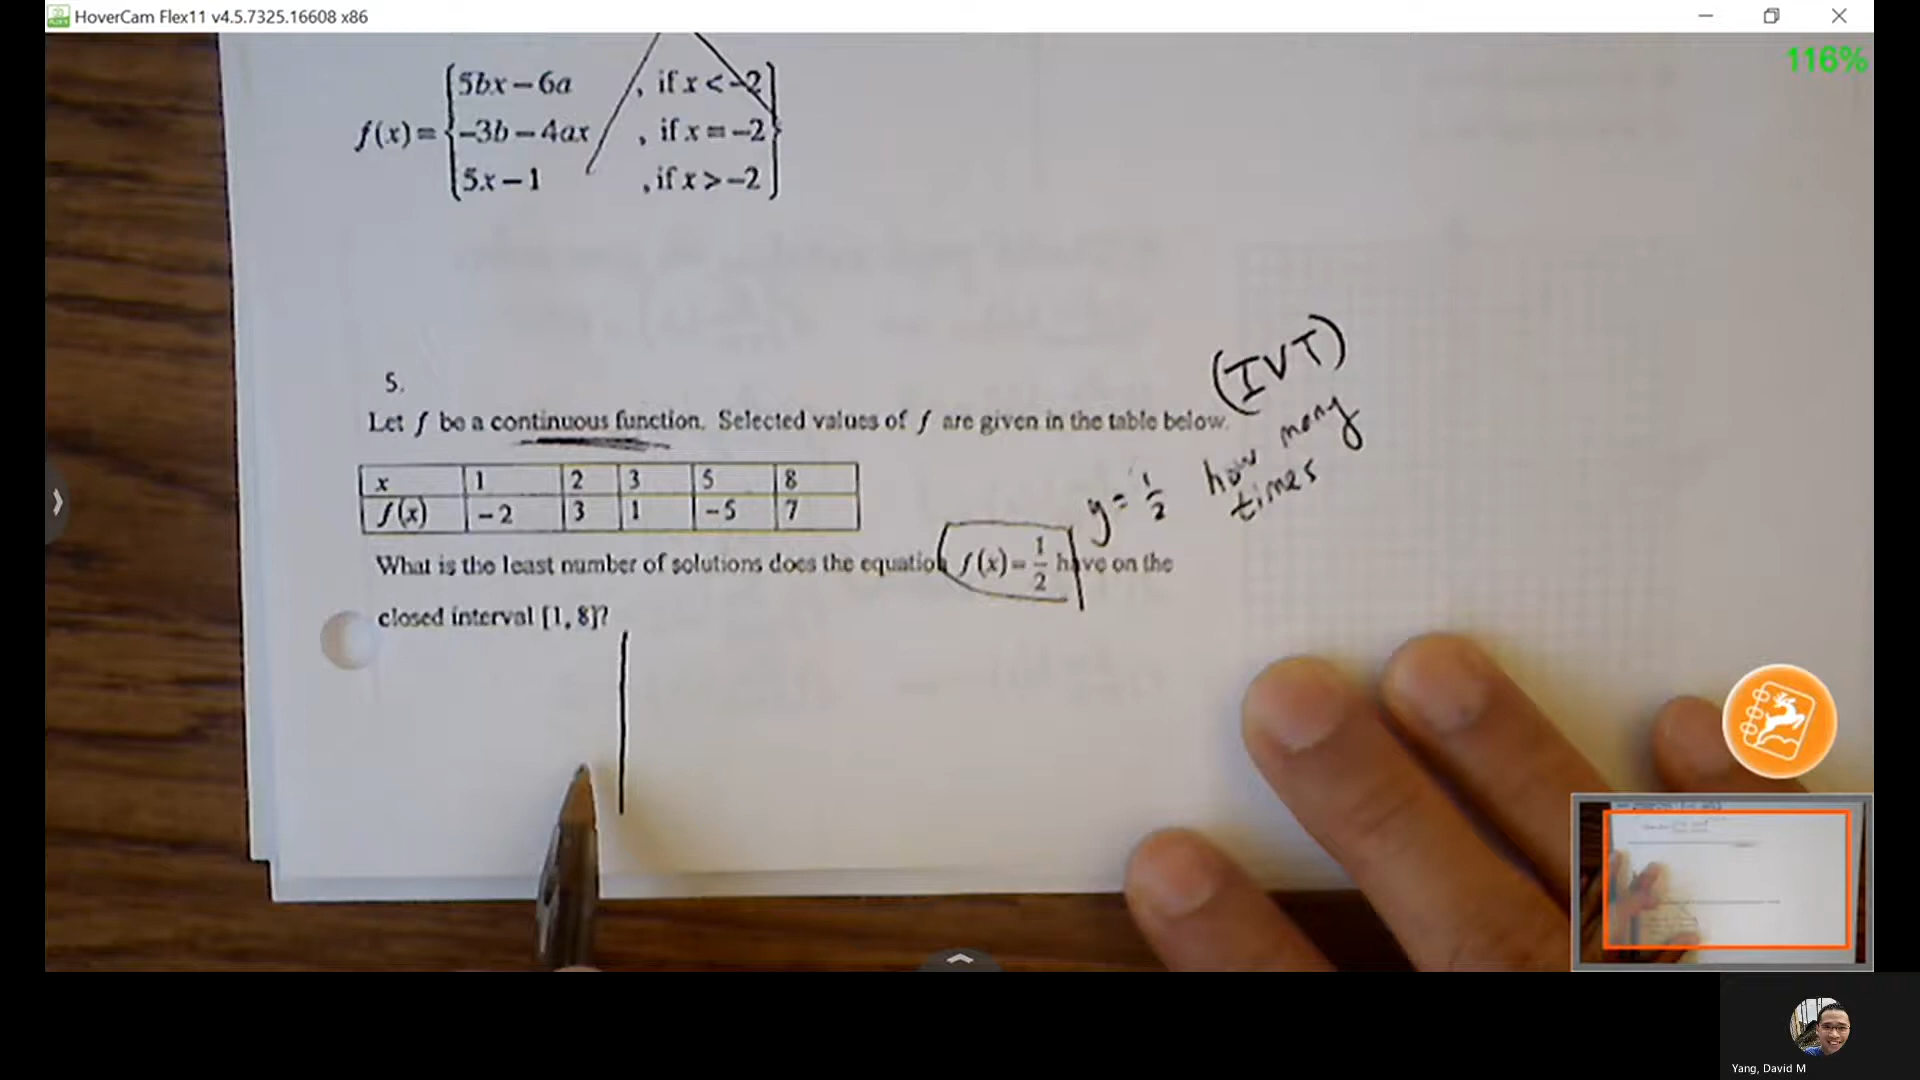 HoverCam Flex11 v4.5.7325.16608 x86
116%
5bx – 6a , if x < –2
f(x) = –3b – 4ax , if x = –2
5x – 1 , if x > –2
(IVT)
5.
Let f be a continuous function. Selected values of f are given in the table below.
how many
times
x 1 2 3 5 8
f(x) –2 3 1 –5 7
y = 1/2
What is the least number of solutions does the equation f(x) = 1/2 have on the
closed interval [1, 8]?
Yang, David M